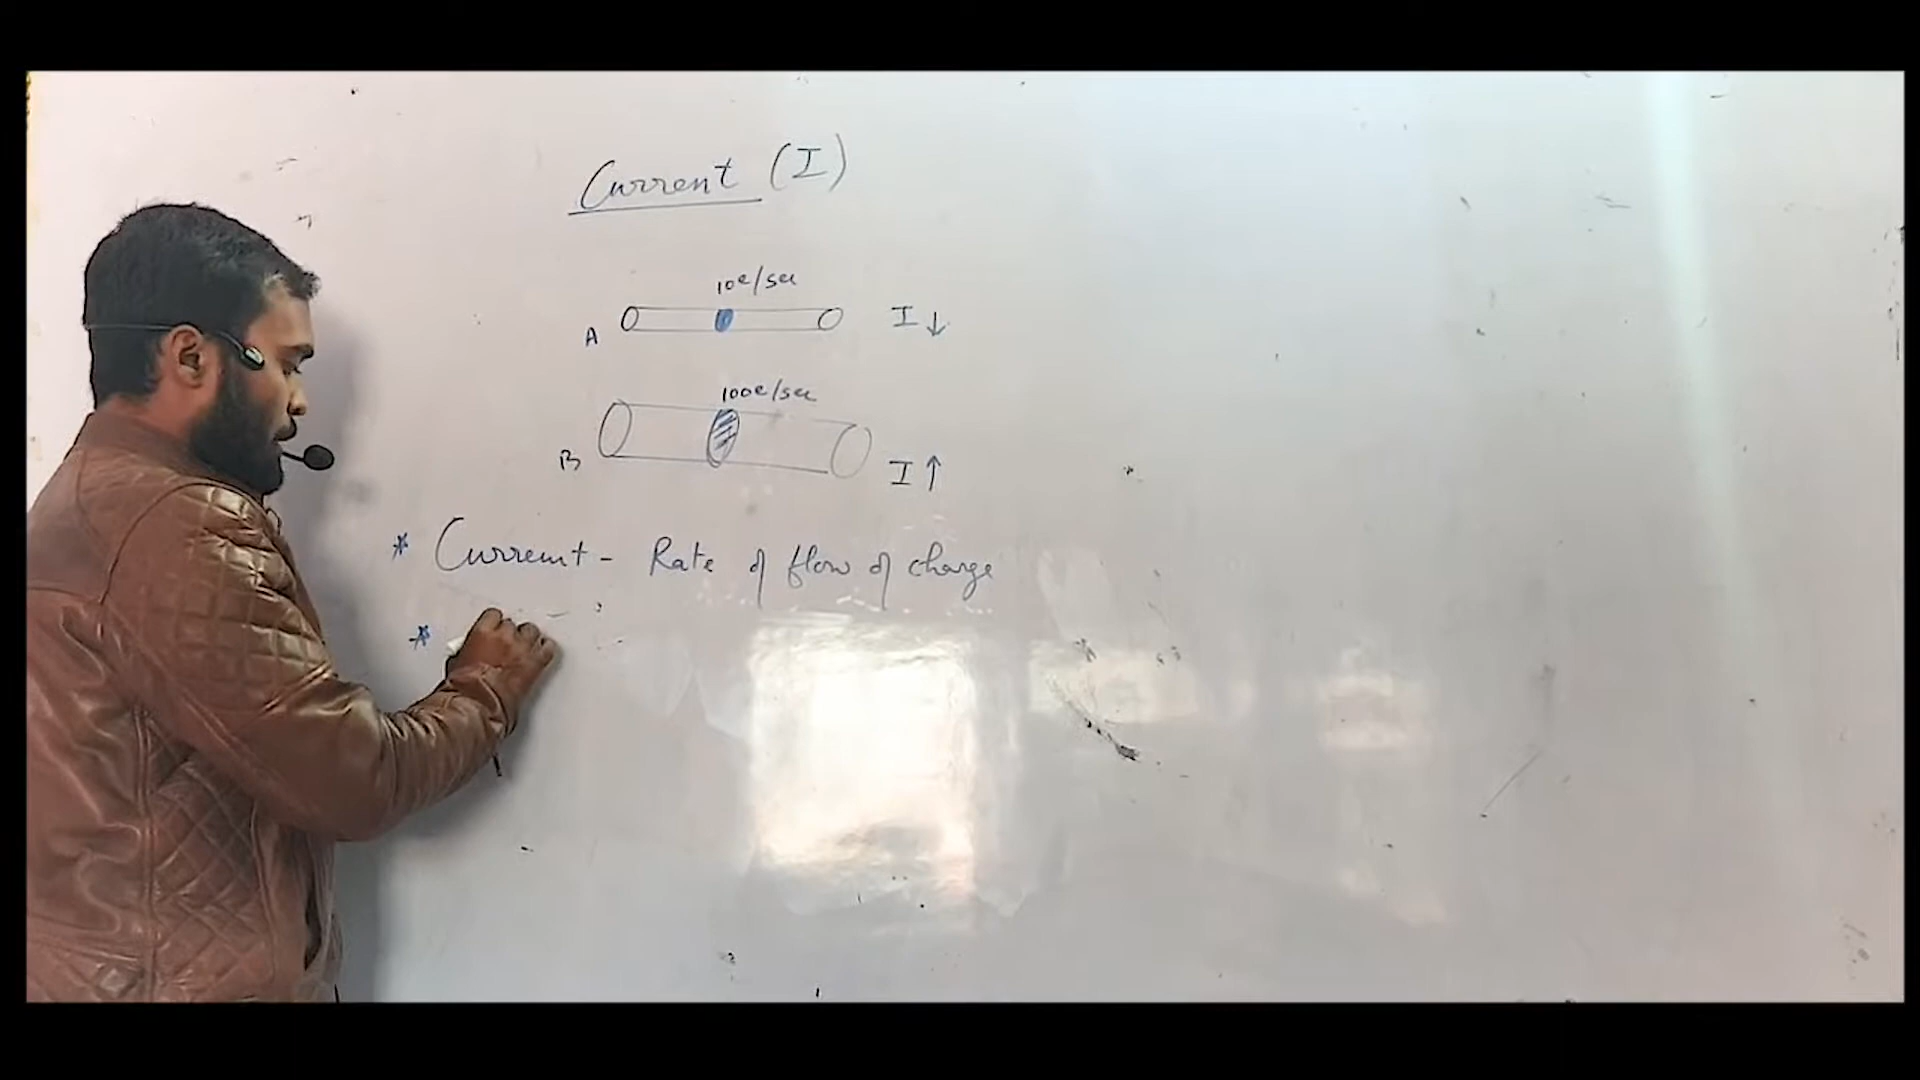 Current (I)
10e/sec
A
I ↓
100e/sec
B
I ↑
* Current - Rate of flow of charge
*